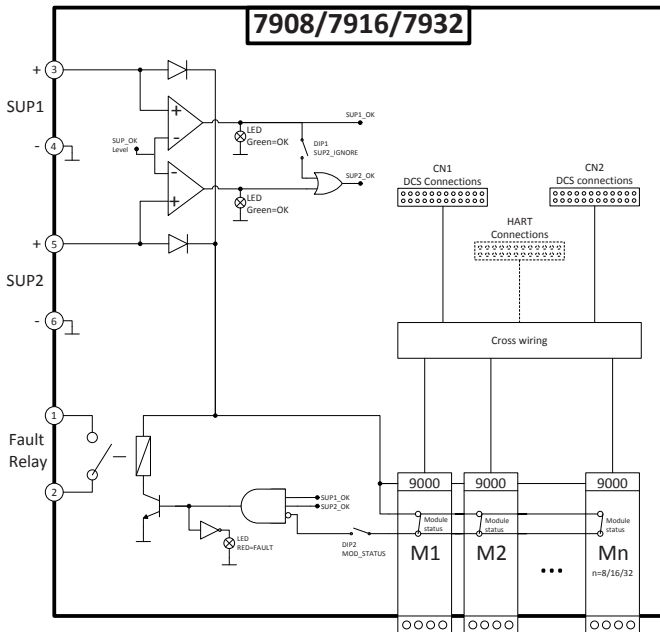 7908/7916/7932
+ 3
SUP1
- 4
SUP_OK
Level
+
-
-
+
LED
Green=OK
DIP1
SUP2_IGNORE
SUP1_OK
SUP2_OK
LED
Green=OK
+ 5
SUP2
- 6
CN1
DCS Connections
CN2
DCS Connections
HART
Connections
Cross wiring
1
Fault
Relay
2
SUP1_OK
SUP2_OK
LED
RED=FAULT
DIP2
MOD_STATUS
9000
9000
9000
Module
status
Module
status
Module
status
M1
M2
...
Mn
n=8/16/32